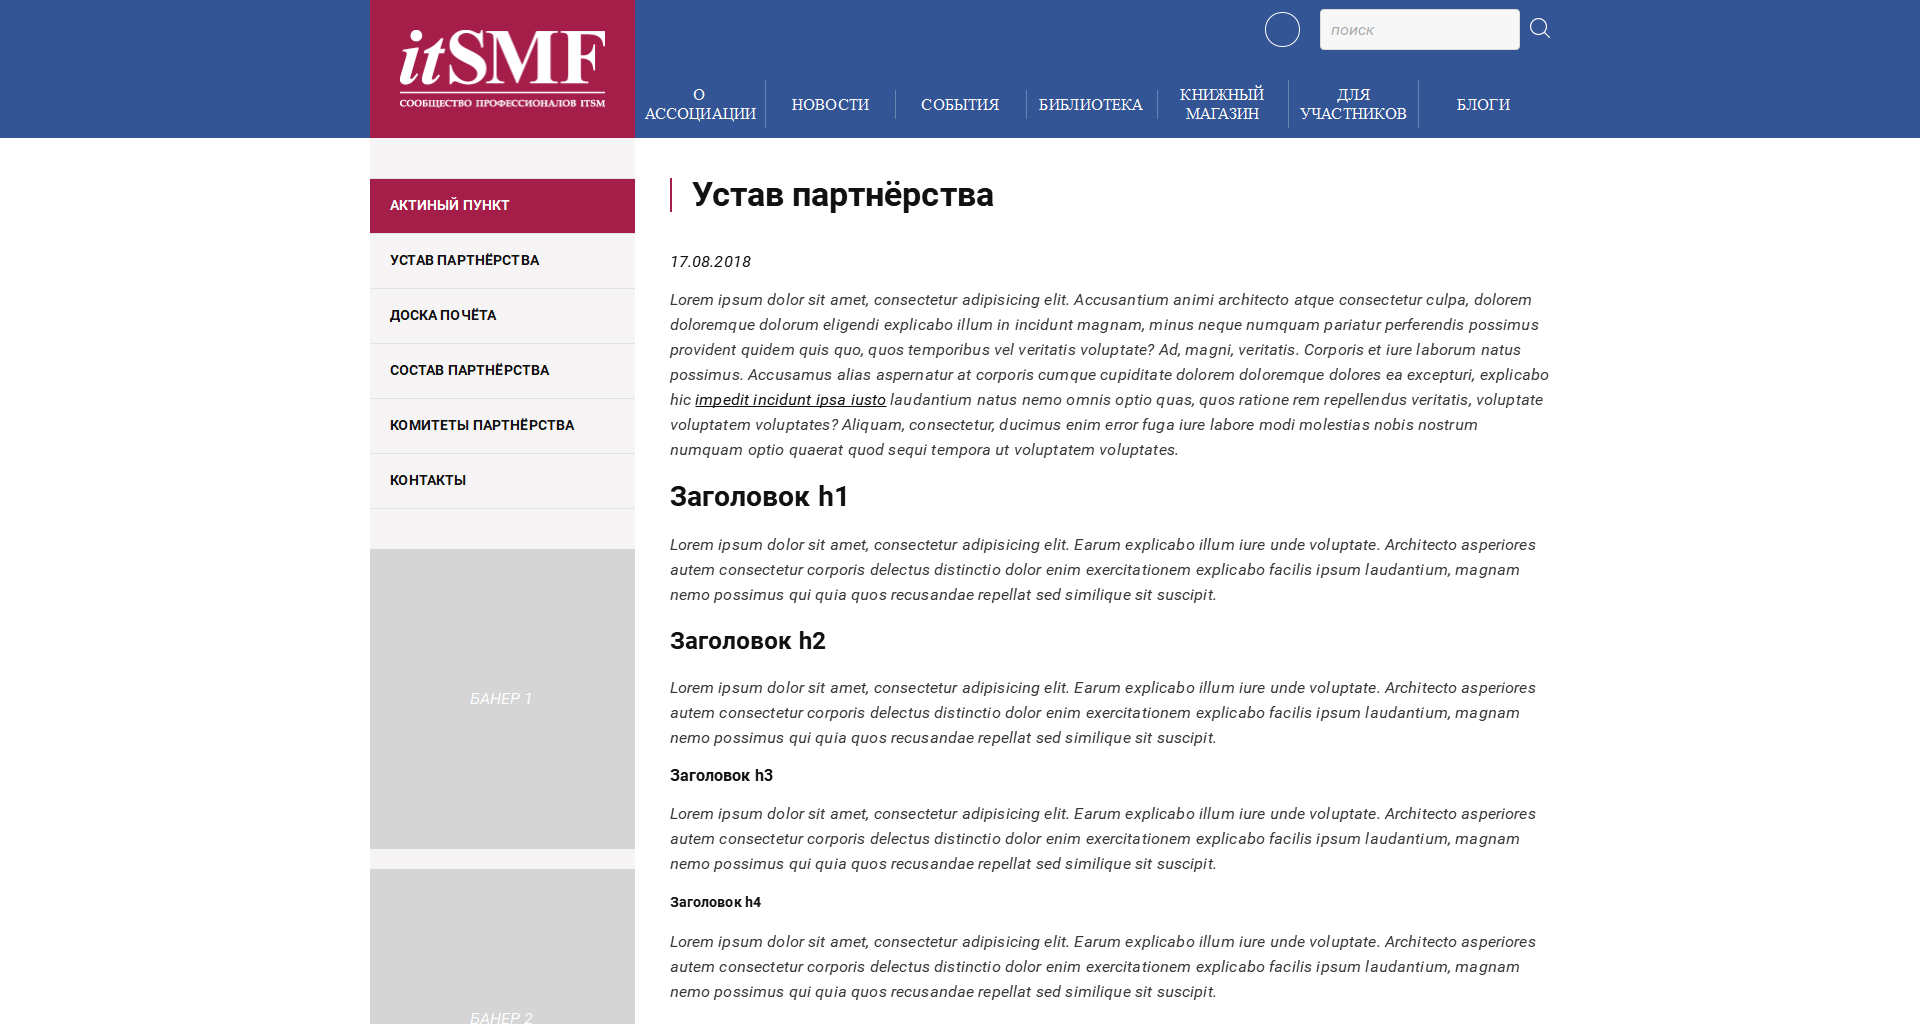 itSMF
СООБЩЕСТВО ПРОФЕССИОНАЛОВ ITSM
поиск
О
АССОЦИАЦИИ
НОВОСТИ
СОБЫТИЯ
БИБЛИОТЕКА
КНИЖНЫЙ
МАГАЗИН
ДЛЯ
УЧАСТНИКОВ
БЛОГИ
АКТИНЫЙ ПУНКТ
УСТАВ ПАРТНЁРСТВА
ДОСКА ПОЧЁТА
СОСТАВ ПАРТНЁРСТВА
КОМИТЕТЫ ПАРТНЁРСТВА
КОНТАКТЫ
БАНЕР 1
БАНЕР 2
Устав партнёрства
17.08.2018
Lorem ipsum dolor sit amet, consectetur adipisicing elit. Accusantium animi architecto atque consectetur culpa, dolorem
doloremque dolorum eligendi explicabo illum in incidunt magnam, minus neque numquam pariatur perferendis possimus
provident quidem quis quo, quos temporibus vel veritatis voluptate? Ad, magni, veritatis. Corporis et iure laborum natus
possimus. Accusamus alias aspernatur at corporis cumque cupiditate dolorem doloremque dolores ea excepturi, explicabo
hic impedit incidunt ipsa iusto laudantium natus nemo omnis optio quas, quos ratione rem repellendus veritatis, voluptate
voluptatem voluptates? Aliquam, consectetur, ducimus enim error fuga iure labore modi molestias nobis nostrum
numquam optio quaerat quod sequi tempora ut voluptatem voluptates.
Заголовок h1
Lorem ipsum dolor sit amet, consectetur adipisicing elit. Earum explicabo illum iure unde voluptate. Architecto asperiores
autem consectetur corporis delectus distinctio dolor enim exercitationem explicabo facilis ipsum laudantium, magnam
nemo possimus qui quia quos recusandae repellat sed similique sit suscipit.
Заголовок h2
Lorem ipsum dolor sit amet, consectetur adipisicing elit. Earum explicabo illum iure unde voluptate. Architecto asperiores
autem consectetur corporis delectus distinctio dolor enim exercitationem explicabo facilis ipsum laudantium, magnam
nemo possimus qui quia quos recusandae repellat sed similique sit suscipit.
Заголовок h3
Lorem ipsum dolor sit amet, consectetur adipisicing elit. Earum explicabo illum iure unde voluptate. Architecto asperiores
autem consectetur corporis delectus distinctio dolor enim exercitationem explicabo facilis ipsum laudantium, magnam
nemo possimus qui quia quos recusandae repellat sed similique sit suscipit.
Заголовок h4
Lorem ipsum dolor sit amet, consectetur adipisicing elit. Earum explicabo illum iure unde voluptate. Architecto asperiores
autem consectetur corporis delectus distinctio dolor enim exercitationem explicabo facilis ipsum laudantium, magnam
nemo possimus qui quia quos recusandae repellat sed similique sit suscipit.